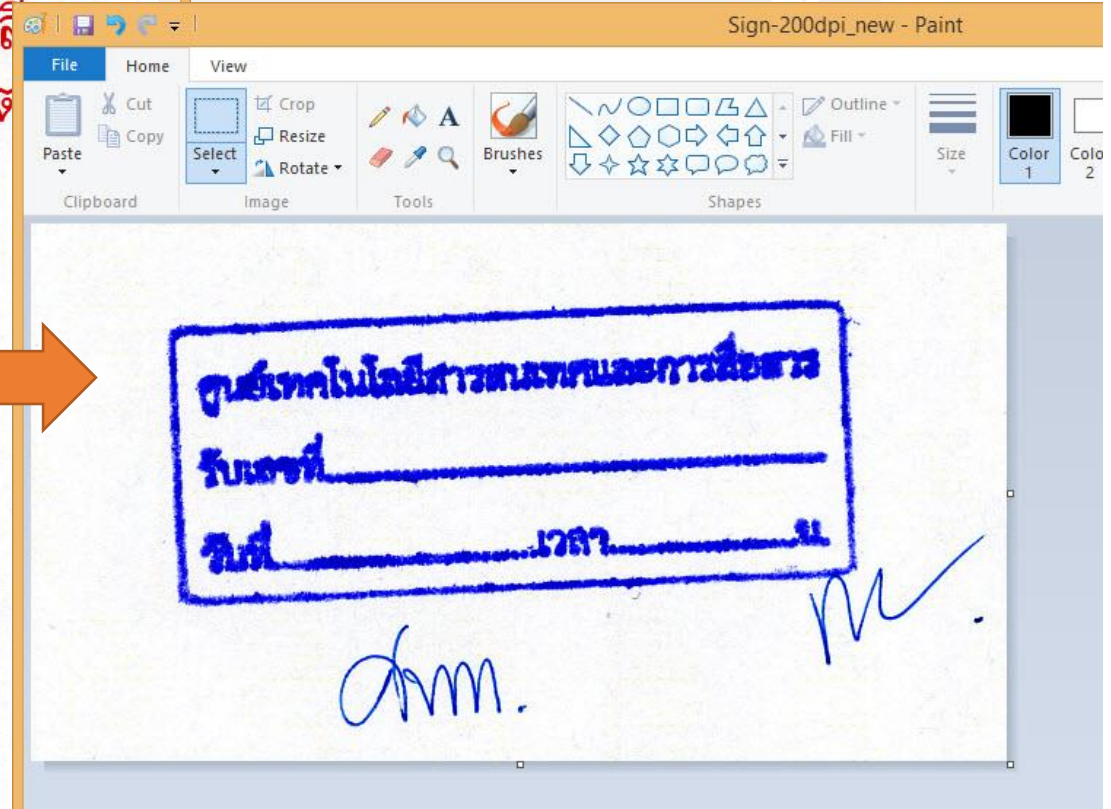 Sign-200dpi_new - Paint
File Home View
Cut
Copy
Paste
Clipboard
Select
Crop
Resize
Rotate
Image
A
Tools
Brushes
Shapes
Outline
Fill
Size
Color 1
Colo 2
ศูนย์เทคโนโลยีสารสนเทศและการสื่อสาร
รับเลขที่
วันที่ เวลา น.